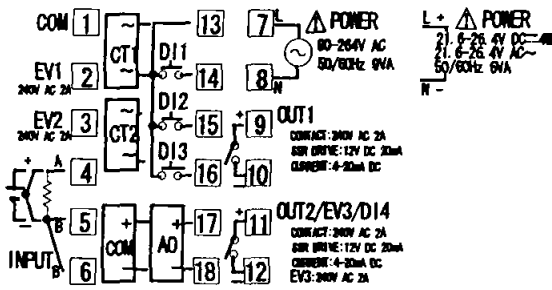 COM 1 CT1 13 7 L ⚠ POWER L + ⚠ POWER
90-264V AC 21.6-26.4V DC
EV1 2 DI1 14 8 N 50/60Hz 9VA 21.6-26.4V AC~
240V AC 2A 50/60Hz 6VA
N -
EV2 3 CT2 DI2 15 9 OUT1
240V AC 2A CONTACT:240V AC 2A
SSR DRIVE:12V DC 20mA
4 A DI3 16 10 CURRENT:4-20mA DC
5 B COM AO 17 11 OUT2/EV3/DI4
CONTACT:240V AC 2A
SSR DRIVE:12V DC 20mA
INPUT 6 B 18 12 CURRENT:4-20mA DC
EV3:240V AC 2A